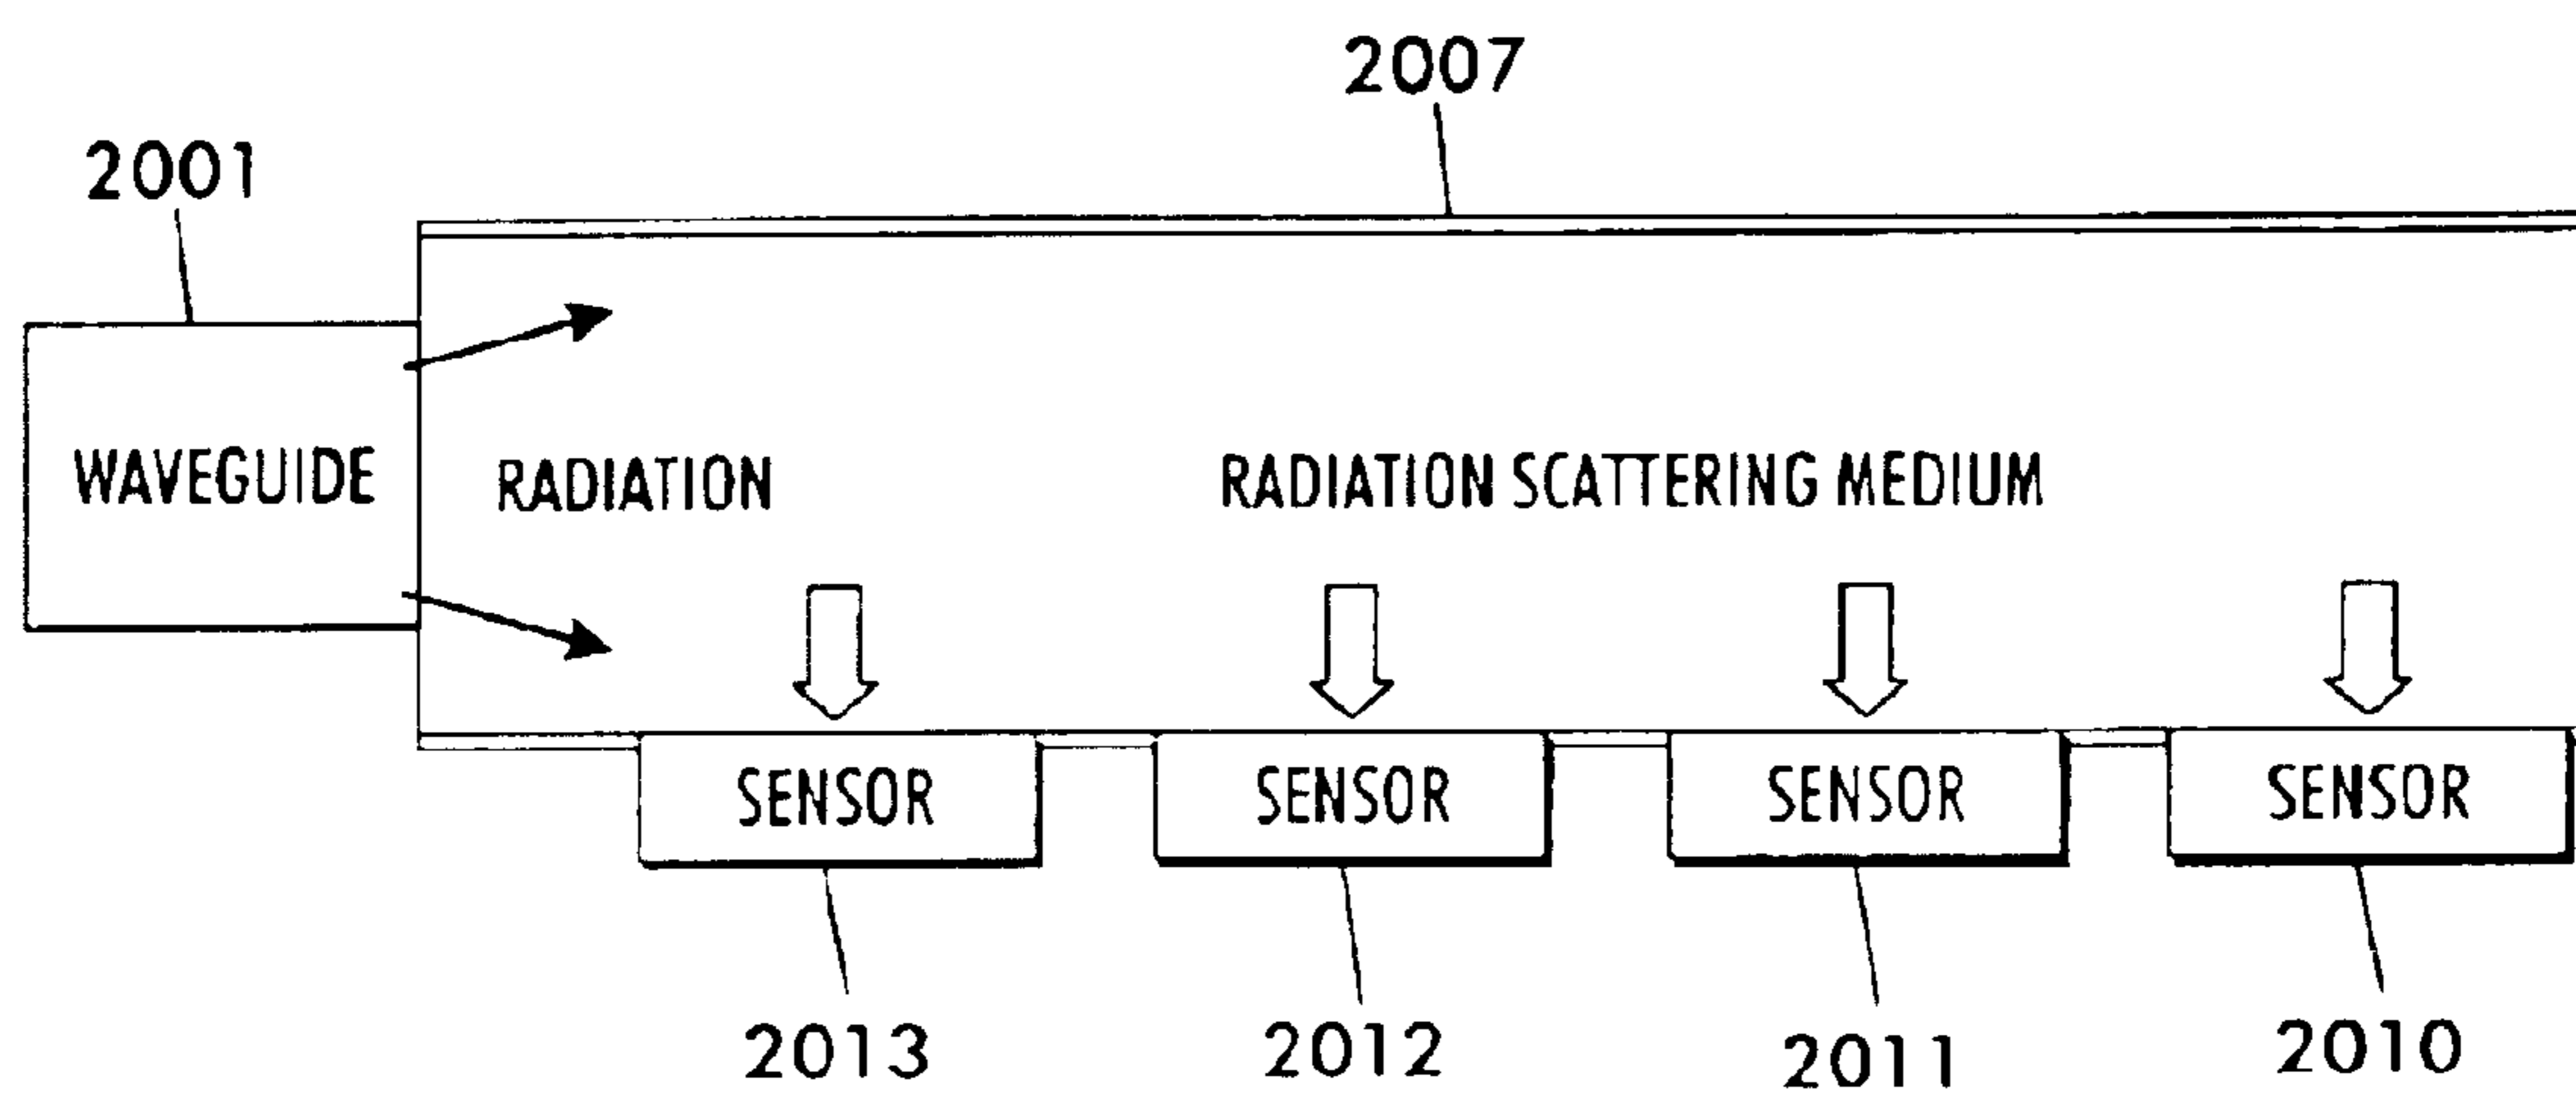 2007
2001
WAVEGUIDE
RADIATION
RADIATION SCATTERING MEDIUM
SENSOR
SENSOR
SENSOR
SENSOR
2013
2012
2011
2010